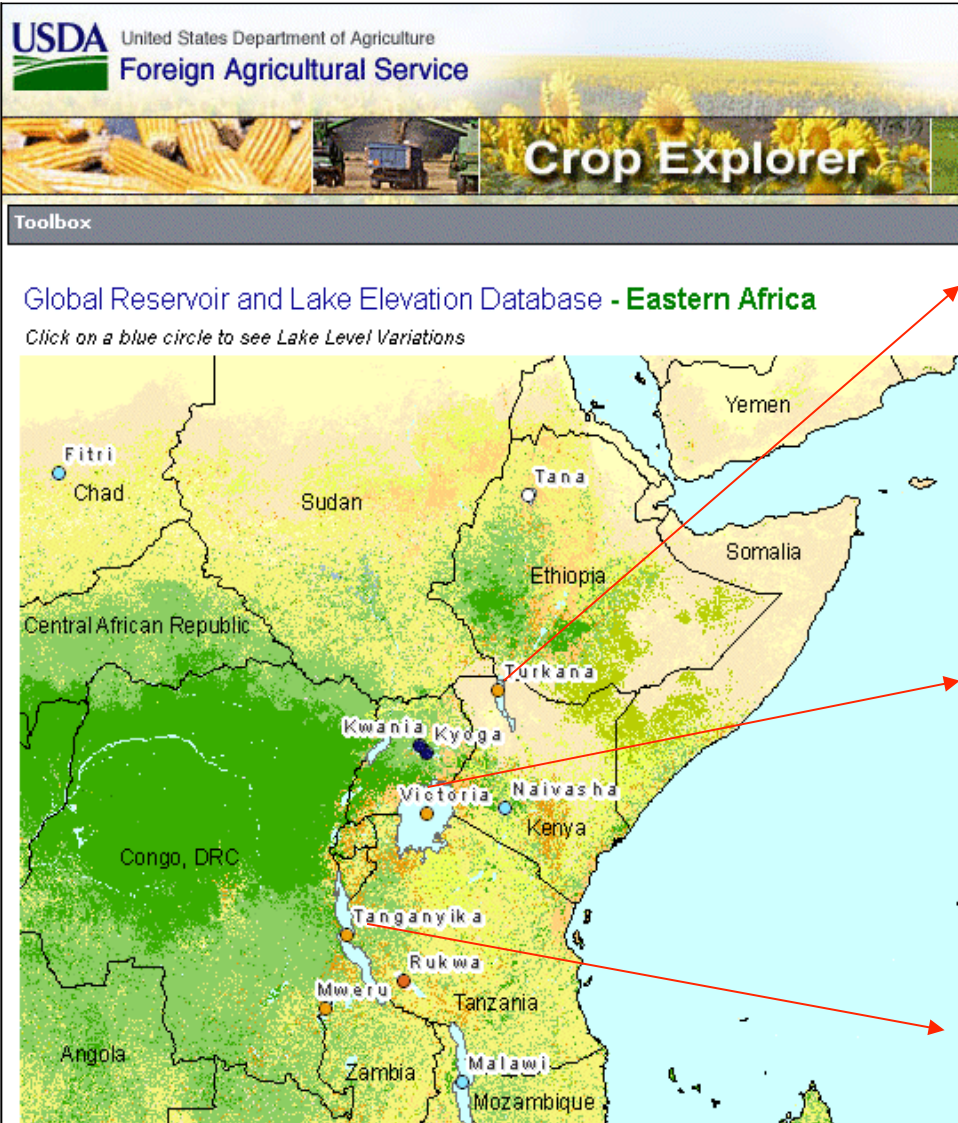 USDA United States Department of Agriculture
Foreign Agricultural Service
Crop Explorer
Toolbox
Global Reservoir and Lake Elevation Database - Eastern Africa
Click on a blue circle to see Lake Level Variations
Yemen
Fitri
Chad
Tana
Sudan
Somalia
Ethiopia
Central African Republic
Turkana
Kwania
Kyoga
Victoria
Naivasha
Kenya
Congo, DRC
Tanganyika
Rukwa
Mweru
Tanzania
Angola
Zambia
Malawi
Mozambique